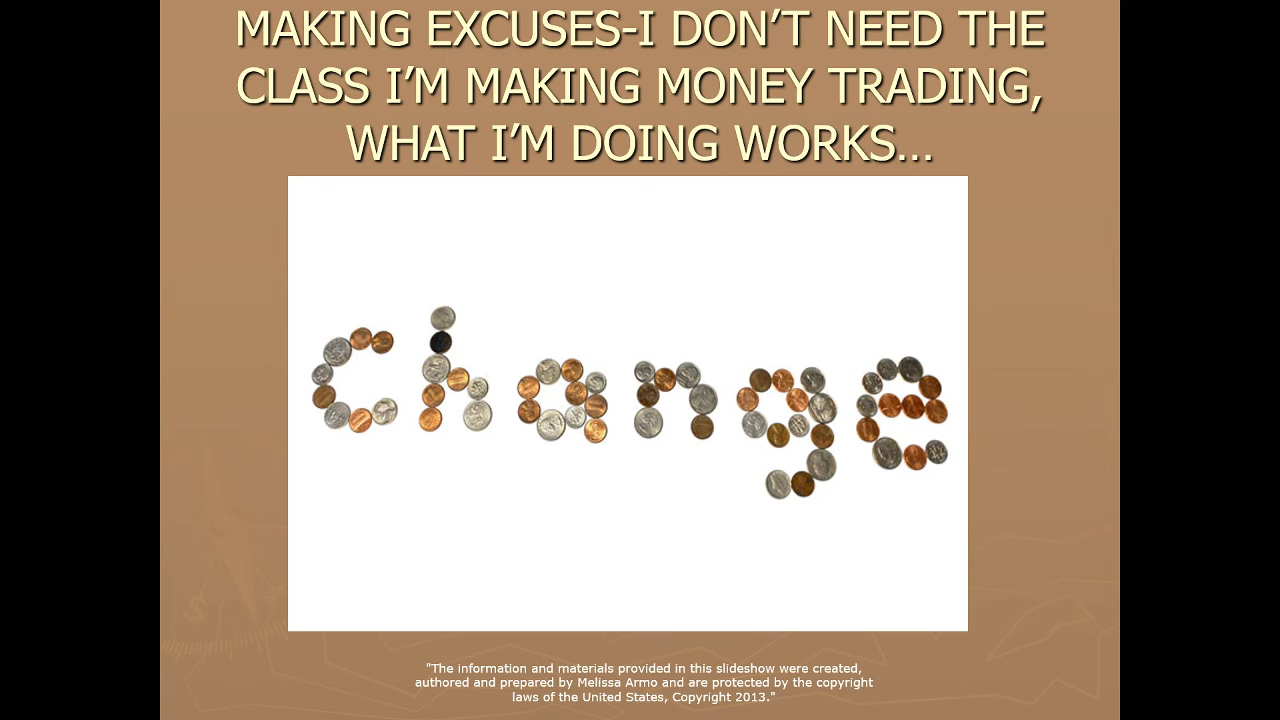 MAKING EXCUSES-I DON’T NEED THE
CLASS I’M MAKING MONEY TRADING,
WHAT I’M DOING WORKS…
change
"The information and materials provided in this slideshow were created,
authored and prepared by Melissa Armo and are protected by the copyright
laws of the United States, Copyright 2013."